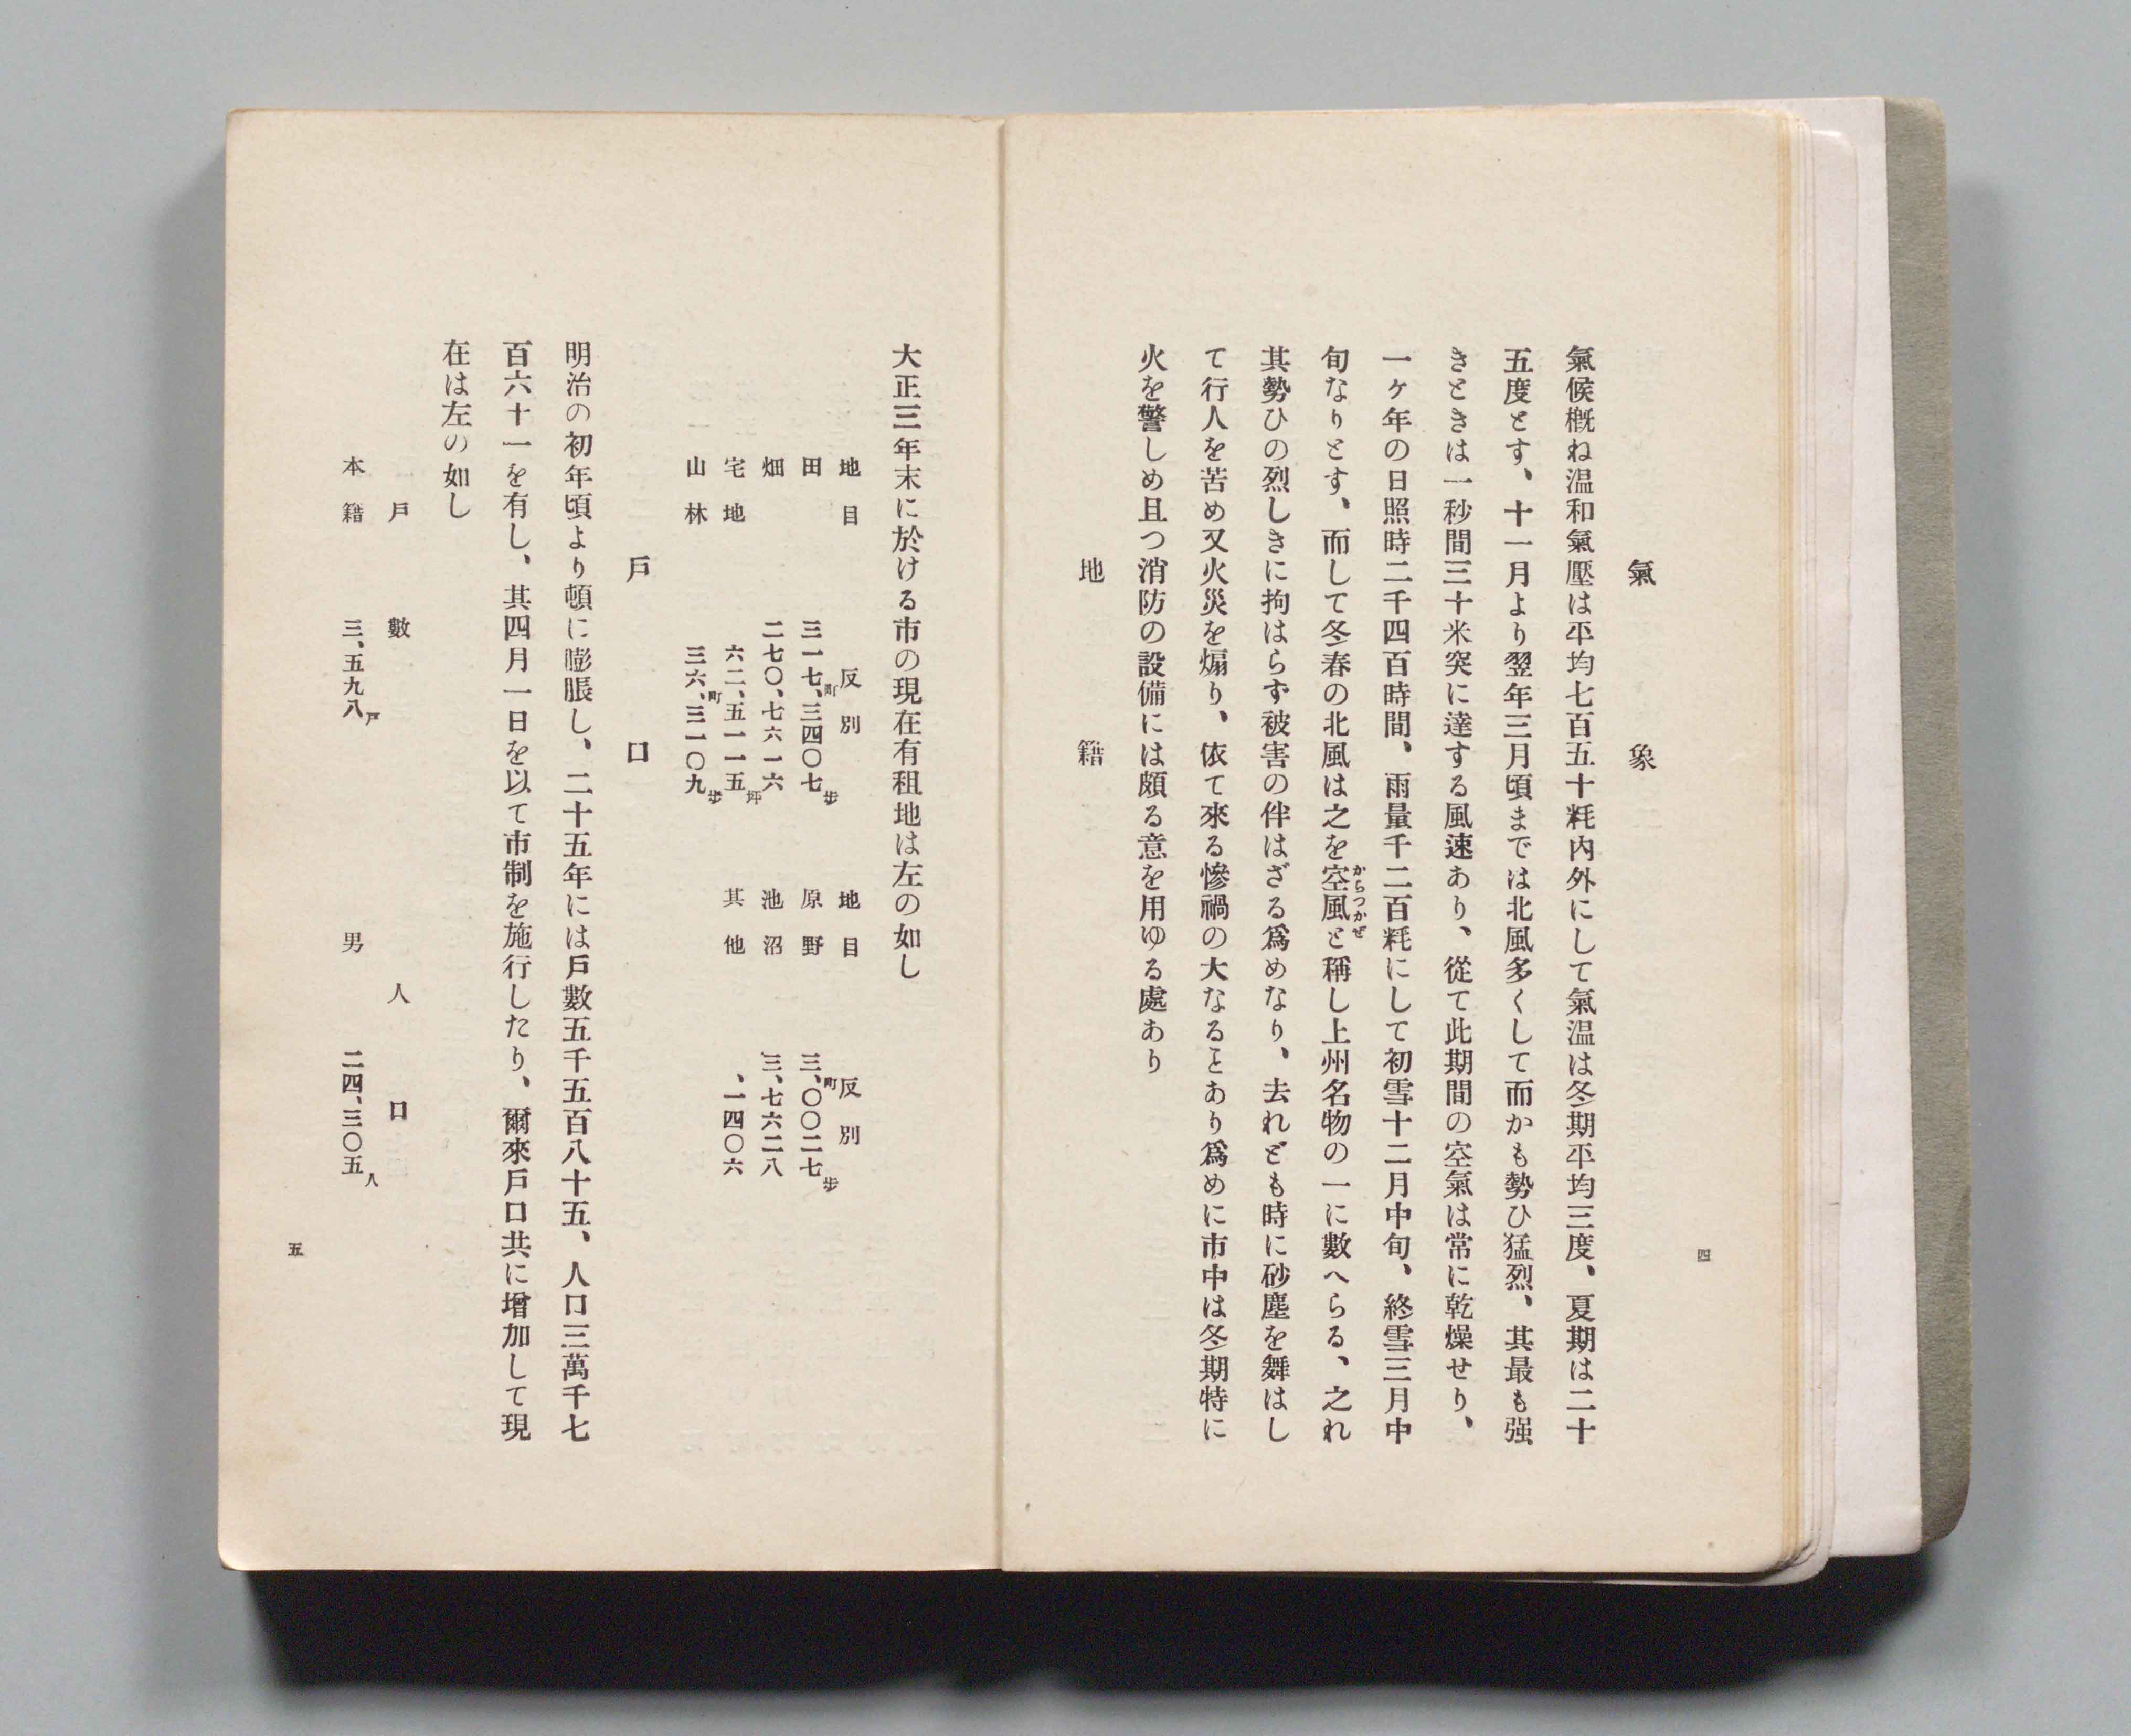 四
氣象
氣候槪ね温和氣壓は平均七百五十粍内外にして氣温は冬期平均三度、夏期は二十
五度とす、十一月より翌年三月頃までは北風多くして而かも勢ひ猛烈、其最も强
きときは一秒間三十米突に達する風速あり、從て此期間の空氣は常に乾燥せり、
一ヶ年の日照時二千四百時間、雨量千二百粍にして初雪十二月中旬、終雪三月中
旬なりとす、而して冬春の北風は之を空風と稱し上州名物の一に數へらる、之れ
からつかぜ
其勢ひの烈しきに拘はらず被害の伴はざる爲めなり、去れども時に砂塵を舞はし
て行人を苦め又火災を煽り、依て來る慘禍の大なるヿあり爲めに市中は冬期特に
火を警しめ且つ消防の設備には頗る意を用ゆる處あり
地籍
大正三年末に於ける市の現在有租地は左の如し
地目 反別 地目 反別
田 三一七、町三四〇七歩 原野 三、町〇〇二七歩
畑 二七〇、七六一六 池沼 三、七六二八
宅地 六二、五一一五坪 其他 、一四〇六
山林 三六、町三一〇九歩
戶口
明治の初年頃より頓に膨脹し、二十五年には戶數五千五百八十五、人口三萬千七
百六十一を有し、其四月一日を以て市制を施行したり、爾來戶口共に增加して現
在は左の如し
戶數 人口
本籍 三、五九八戶 男 二四、三〇五人
五